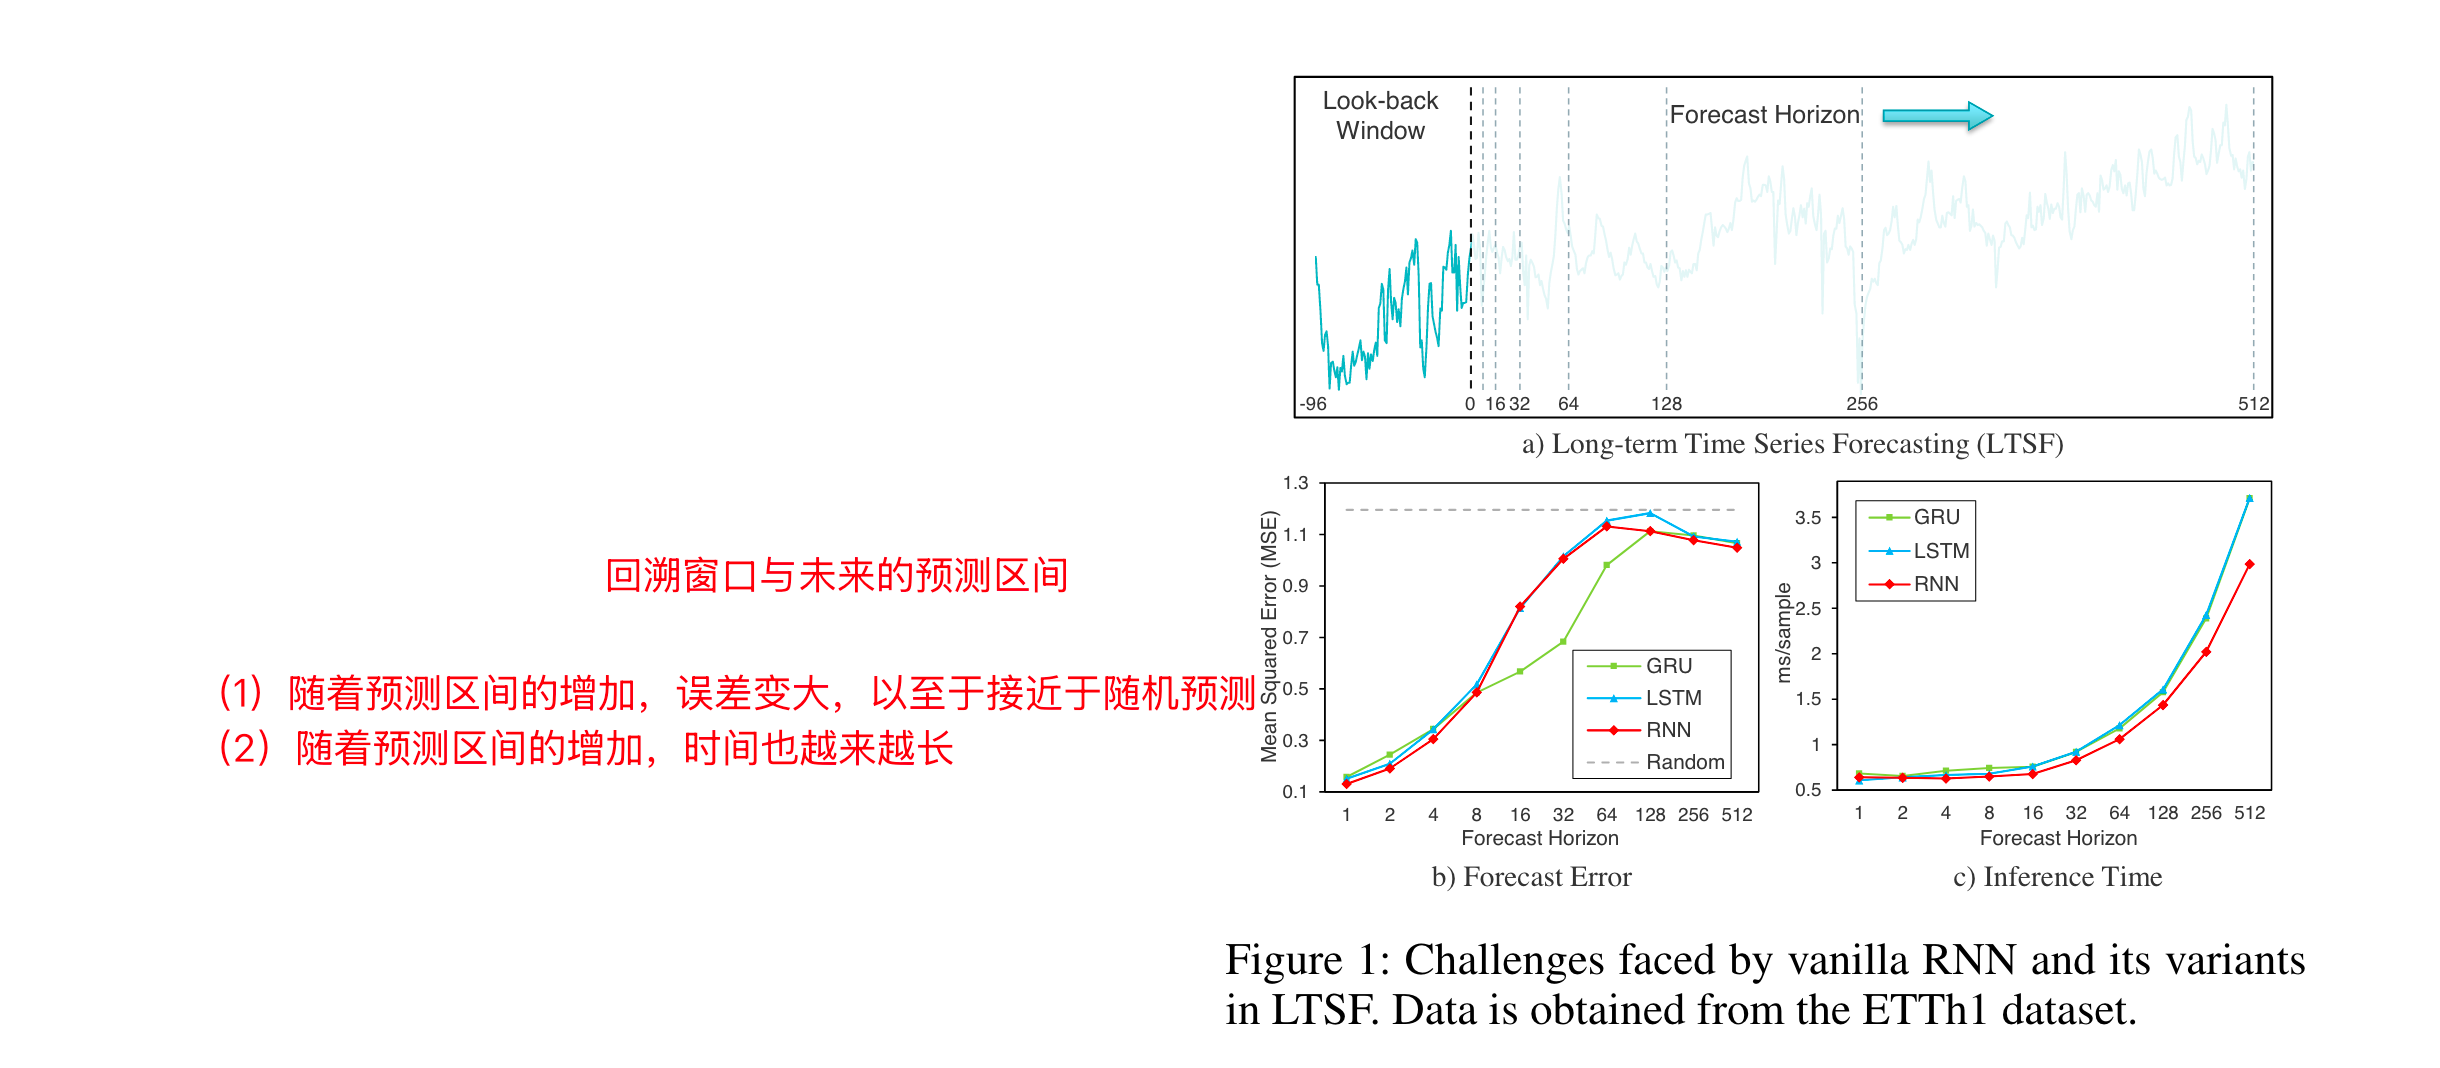 Look-back
Window
Forecast Horizon
-96 0 16 32 64 128 256 512
a) Long-term Time Series Forecasting (LTSF)
回溯窗口与未来的预测区间
（1）随着预测区间的增加，误差变大，以至于接近于随机预测
（2）随着预测区间的增加，时间也越来越长
Mean Squared Error (MSE)
1.3
1.1
0.9
0.7
0.5
0.3
0.1
GRU
LSTM
RNN
Random
1 2 4 8 16 32 64 128 256 512
Forecast Horizon
b) Forecast Error
ms/sample
3.5
3
2.5
2
1.5
1
0.5
GRU
LSTM
RNN
1 2 4 8 16 32 64 128 256 512
Forecast Horizon
c) Inference Time
Figure 1: Challenges faced by vanilla RNN and its variants
in LTSF. Data is obtained from the ETTh1 dataset.